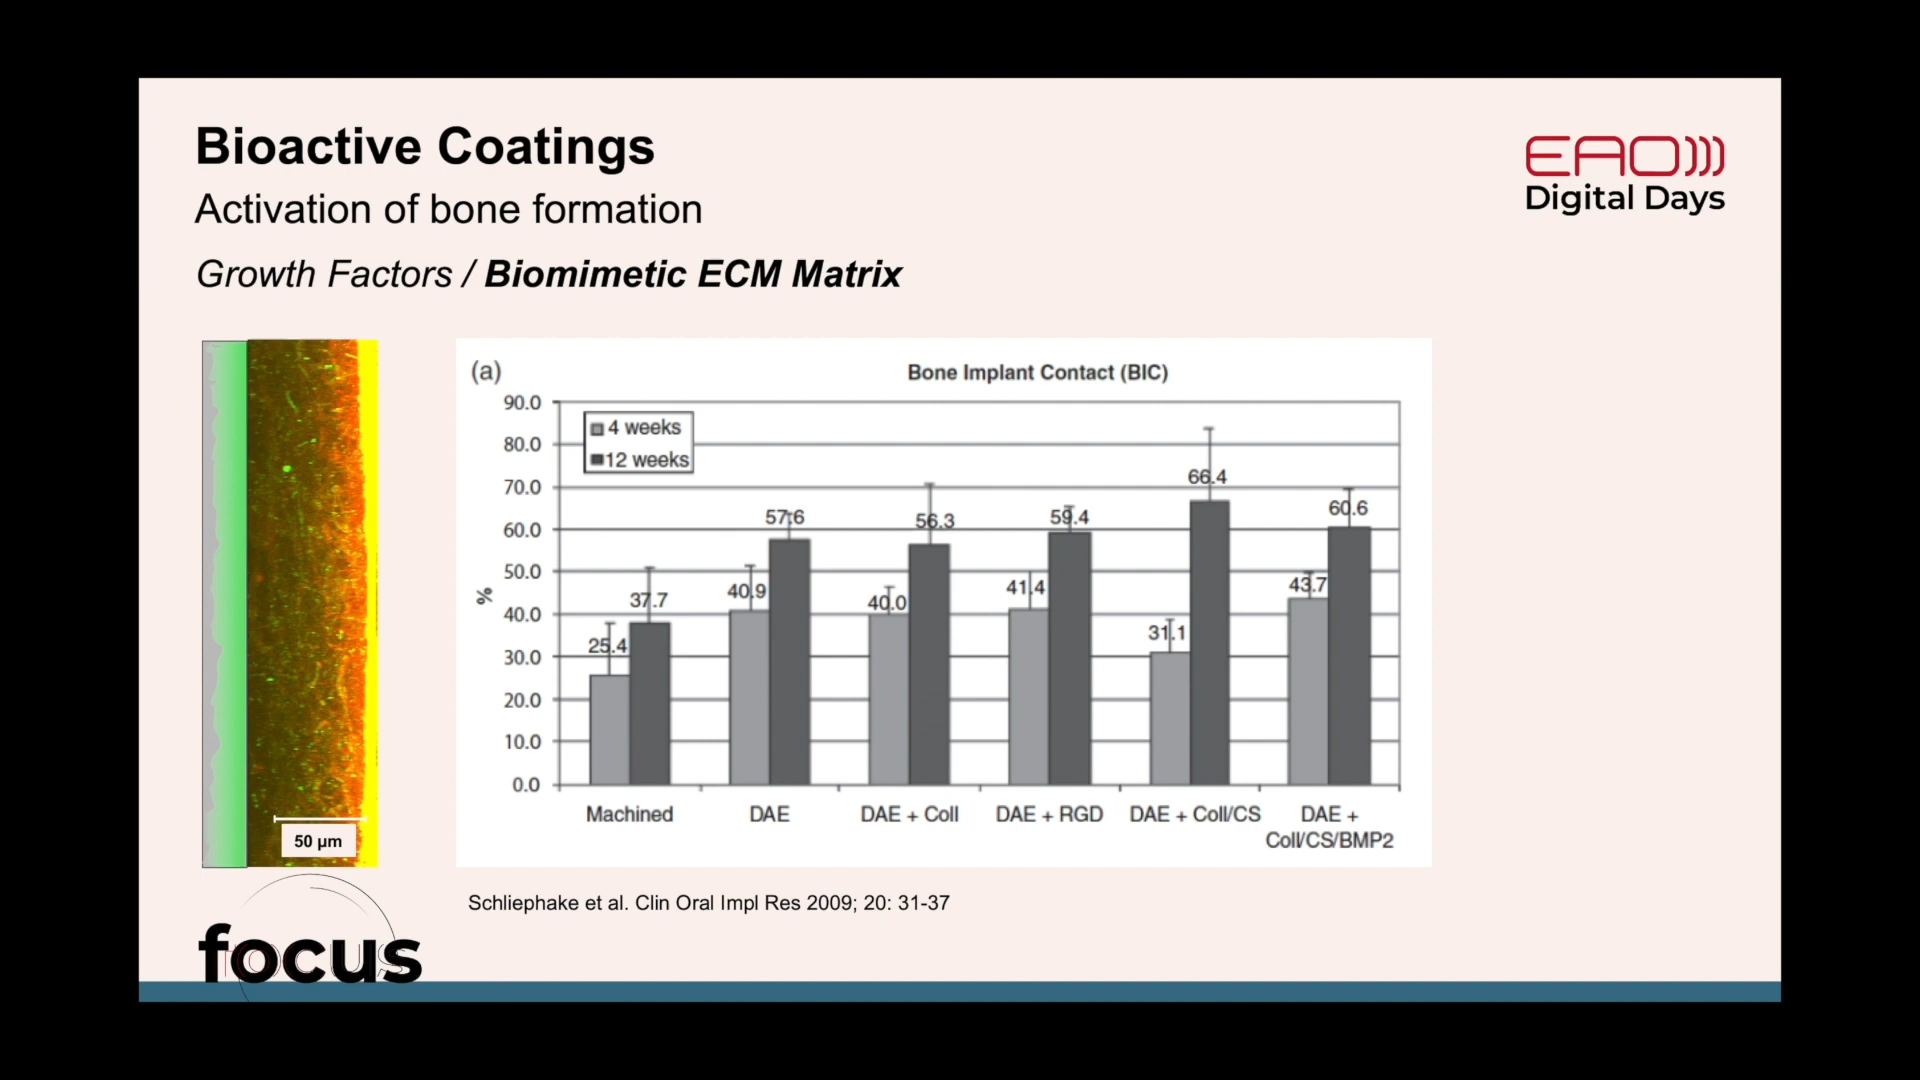 Bioactive Coatings
Activation of bone formation
Growth Factors / Biomimetic ECM Matrix
EAO)))
Digital Days
50 µm
(a)
Bone Implant Contact (BIC)
90.0
80.0
70.0
60.0
50.0
40.0
30.0
20.0
10.0
0.0
%
4 weeks
12 weeks
25.4
37.7
40.9
57.6
40.0
56.3
41.4
59.4
31.1
66.4
43.7
60.6
Machined
DAE
DAE + Coll
DAE + RGD
DAE + Coll/CS
DAE +
Coll/CS/BMP2
Schliephake et al. Clin Oral Impl Res 2009; 20: 31-37
focus